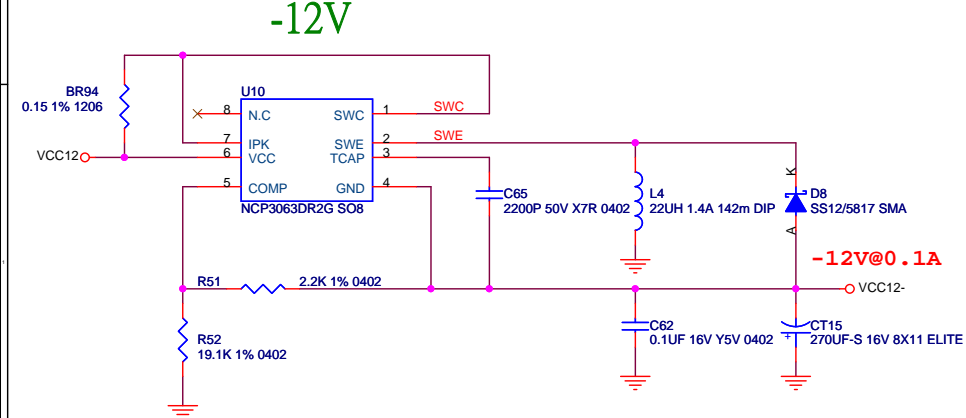 -12V
BR94
0.15 1% 1206
U10
8 N.C SWC 1 SWC
7 IPK SWE 2 SWE
VCC12 6 VCC TCAP 3
5 COMP GND 4
NCP3063DR2G SO8
C65
2200P 50V X7R 0402
L4
22UH 1.4A 142m DIP
K
D8
SS12/5817 SMA
A
-12V@0.1A
VCC12-
R51 2.2K 1% 0402
R52
19.1K 1% 0402
C62
0.1UF 16V Y5V 0402
CT15
+
270UF-S 16V 8X11 ELITE